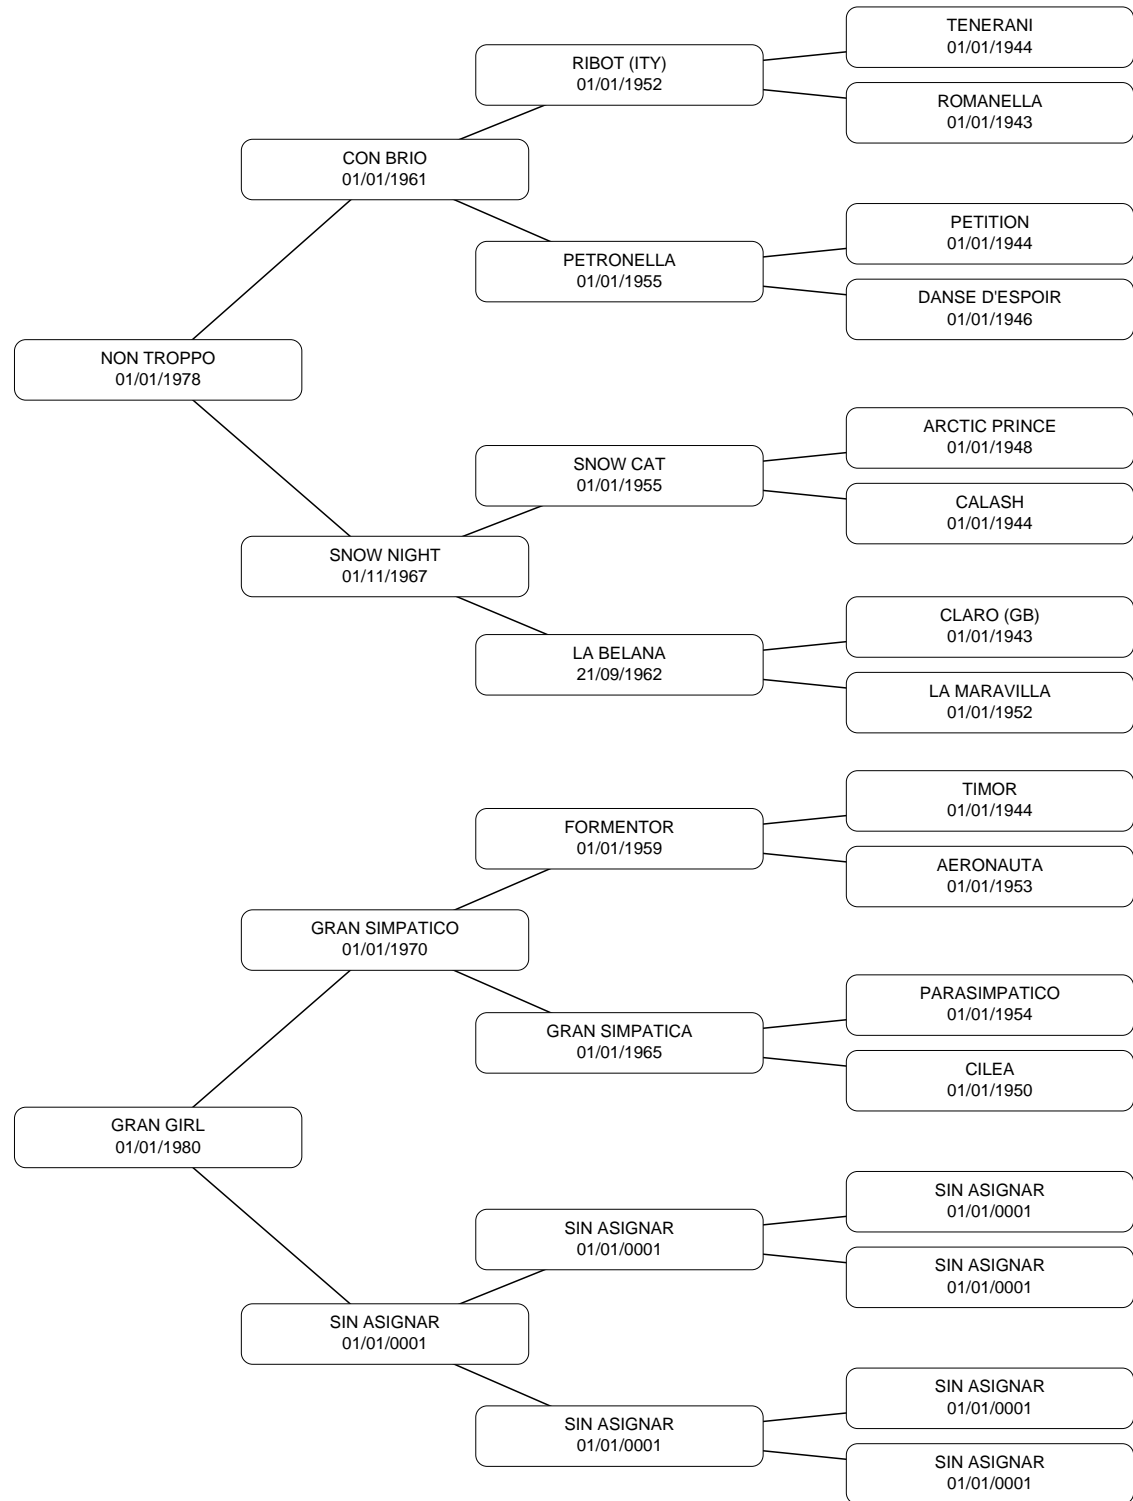 TENERANI
01/01/1944
RIBOT (ITY)
01/01/1952
ROMANELLA
01/01/1943
CON BRIO
01/01/1961
PETITION
01/01/1944
PETRONELLA
01/01/1955
DANSE D'ESPOIR
01/01/1946
NON TROPPO
01/01/1978
ARCTIC PRINCE
01/01/1948
SNOW CAT
01/01/1955
CALASH
01/01/1944
SNOW NIGHT
01/11/1967
CLARO (GB)
01/01/1943
LA BELANA
21/09/1962
LA MARAVILLA
01/01/1952
TIMOR
01/01/1944
FORMENTOR
01/01/1959
AERONAUTA
01/01/1953
GRAN SIMPATICO
01/01/1970
PARASIMPATICO
01/01/1954
GRAN SIMPATICA
01/01/1965
CILEA
01/01/1950
GRAN GIRL
01/01/1980
SIN ASIGNAR
01/01/0001
SIN ASIGNAR
01/01/0001
SIN ASIGNAR
01/01/0001
SIN ASIGNAR
01/01/0001
SIN ASIGNAR
01/01/0001
SIN ASIGNAR
01/01/0001
SIN ASIGNAR
01/01/0001